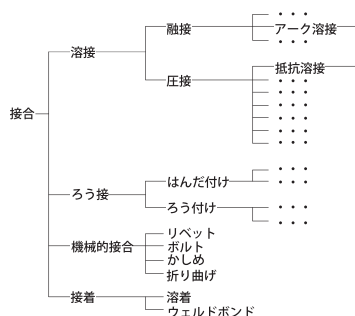 接合
溶接
融接
・・・
アーク溶接
・・・
圧接
抵抗溶接
・・・
・・・
・・・
・・・
・・・
・・・
ろう接
はんだ付け
・・・
・・・
ろう付け
・・・
・・・
機械的接合
リベット
ボルト
かしめ
折り曲げ
接着
溶着
ウェルドボンド